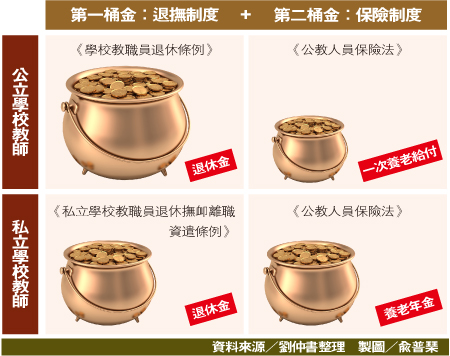 第一桶金：退撫制度 + 第二桶金：保險制度
公立學校教師
《學校教職員退休條例》
退休金
《公教人員保險法》
一次養老給付
私立學校教師
《私立學校教職員退休撫卹離職
資遣條例》
退休金
《公教人員保險法》
養老年金
資料來源／劉仲書整理 製圖／俞普琹